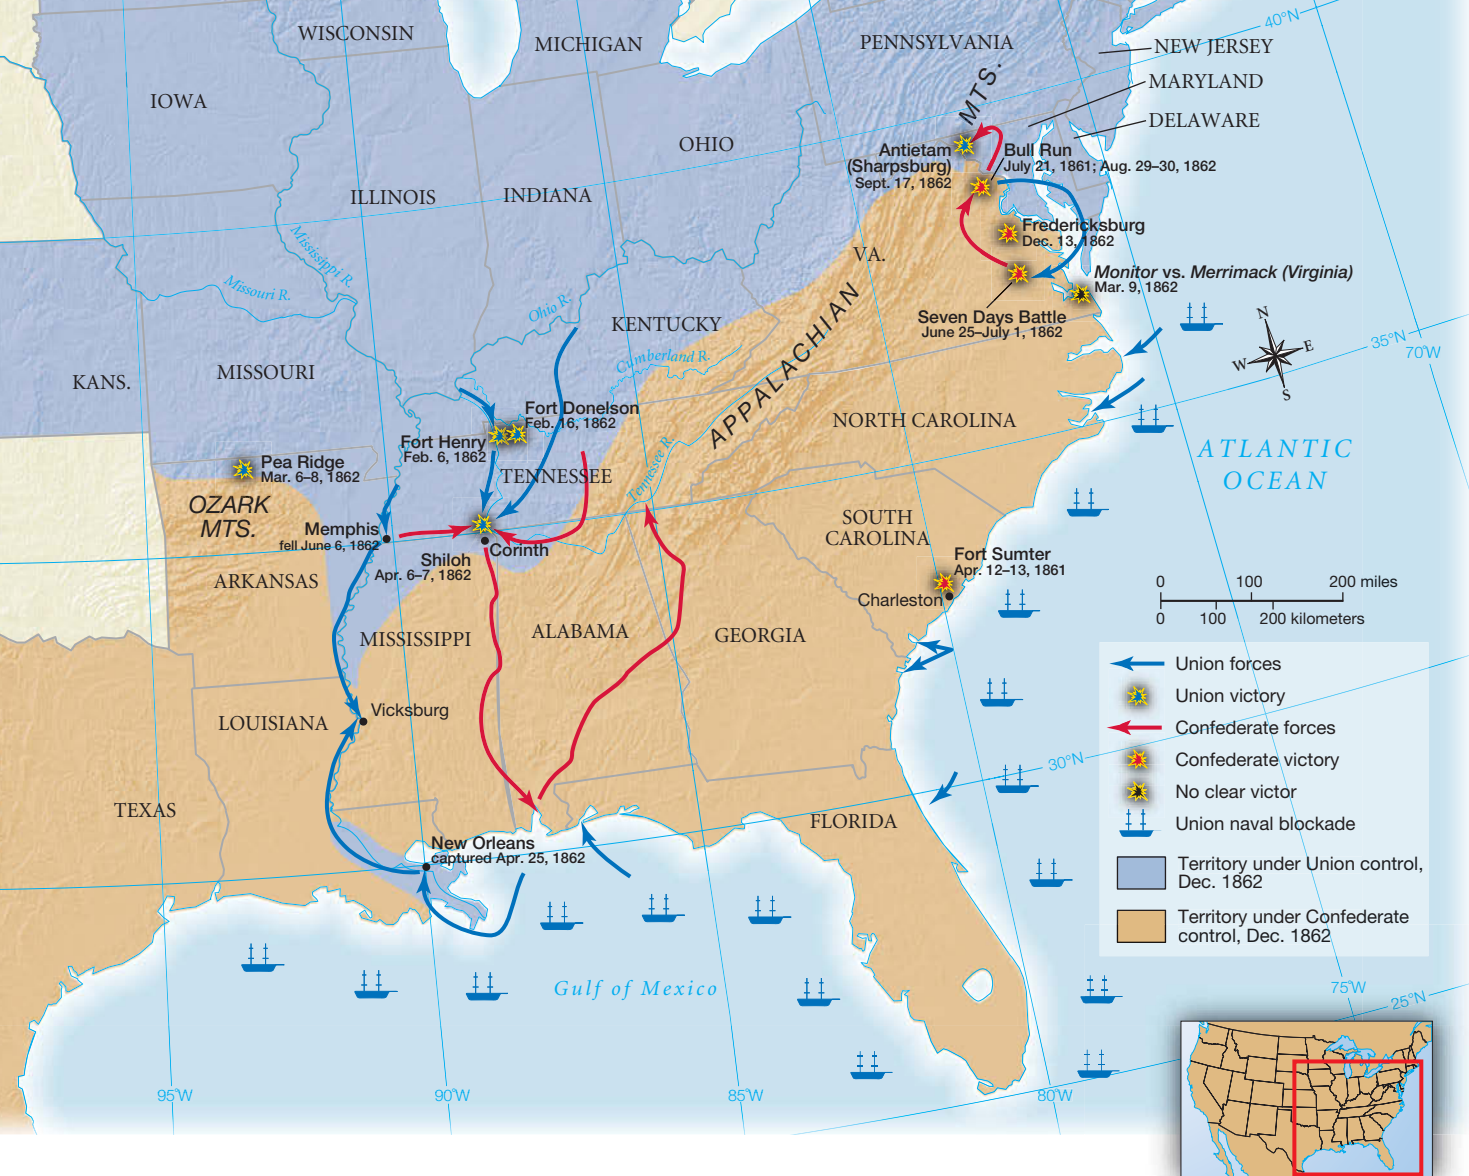 40°N
WISCONSIN
MICHIGAN
PENNSYLVANIA
NEW JERSEY
MTS.
MARYLAND
IOWA
DELAWARE
OHIO
Antietam
(Sharpsburg)
Sept. 17, 1862
Bull Run
July 21, 1861; Aug. 29–30, 1862
ILLINOIS
INDIANA
Fredericksburg
Dec. 13, 1862
VA.
Mississippi R.
Missouri R.
Monitor vs. Merrimack (Virginia)
Mar. 9, 1862
Ohio R.
KENTUCKY
Seven Days Battle
June 25–July 1, 1862
N
E
W
S
35°N
70°W
Cumberland R.
APPALACHIAN
KANS.
MISSOURI
Fort Donelson
Feb. 16, 1862
NORTH CAROLINA
Fort Henry
Feb. 6, 1862
ATLANTIC
OCEAN
Pea Ridge
Mar. 6–8, 1862
TENNESSEE
Tennessee R.
OZARK
MTS.
Memphis
fell June 6, 1862
SOUTH
CAROLINA
Corinth
Shiloh
Apr. 6–7, 1862
Fort Sumter
Apr. 12–13, 1861
Charleston
ARKANSAS
0 100 200 miles
0 100 200 kilometers
MISSISSIPPI
ALABAMA
GEORGIA
Union forces
Union victory
Confederate forces
Confederate victory
No clear victor
Union naval blockade
Territory under Union control,
Dec. 1862
Territory under Confederate
control, Dec. 1862
Vicksburg
LOUISIANA
30°N
TEXAS
FLORIDA
New Orleans
captured Apr. 25, 1862
Gulf of Mexico
75°W
25°N
95°W
90°W
85°W
80°W